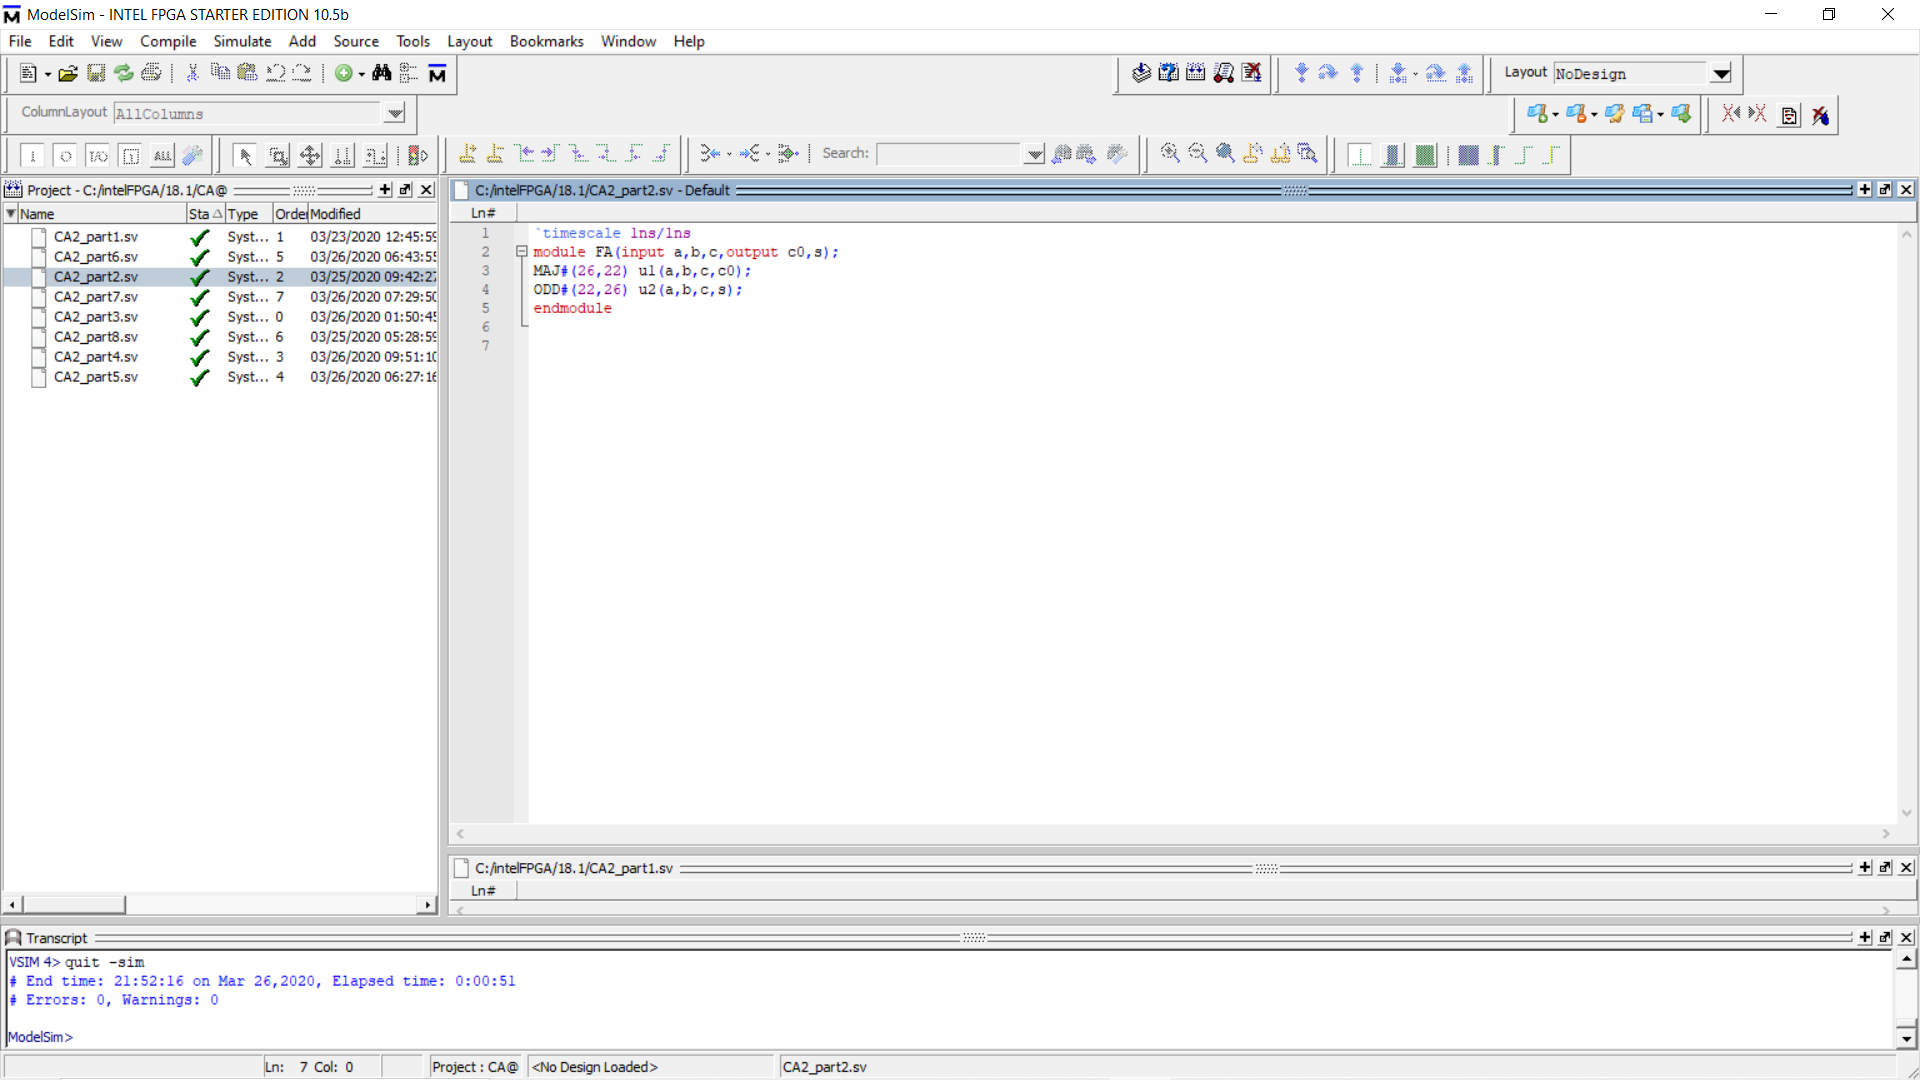 ModelSim - INTEL FPGA STARTER EDITION 10.5b
File Edit View Compile Simulate Add Source Tools Layout Bookmarks Window Help
Layout NoDesign
ColumnLayout AllColumns
Search:
Project - C:/intelFPGA/18.1/CA@
Name Sta Type Order Modified
CA2_part1.sv Syst... 1 03/23/2020 12:45:59
CA2_part6.sv Syst... 5 03/26/2020 06:43:55
CA2_part2.sv Syst... 2 03/25/2020 09:42:27
CA2_part7.sv Syst... 7 03/26/2020 07:29:50
CA2_part3.sv Syst... 0 03/26/2020 01:50:45
CA2_part8.sv Syst... 6 03/25/2020 05:28:59
CA2_part4.sv Syst... 3 03/26/2020 09:51:10
CA2_part5.sv Syst... 4 03/26/2020 06:27:16
C:/intelFPGA/18.1/CA2_part2.sv - Default
Ln#
1 `timescale 1ns/1ns
2 module FA(input a,b,c,output c0,s);
3 MAJ#(26,22) u1(a,b,c,c0);
4 ODD#(22,26) u2(a,b,c,s);
5 endmodule
6
7
C:/intelFPGA/18.1/CA2_part1.sv
Ln#
Transcript
VSIM 4> quit -sim
# End time: 21:52:16 on Mar 26,2020, Elapsed time: 0:00:51
# Errors: 0, Warnings: 0
ModelSim>
Ln: 7 Col: 0 Project : CA@ <No Design Loaded> CA2_part2.sv